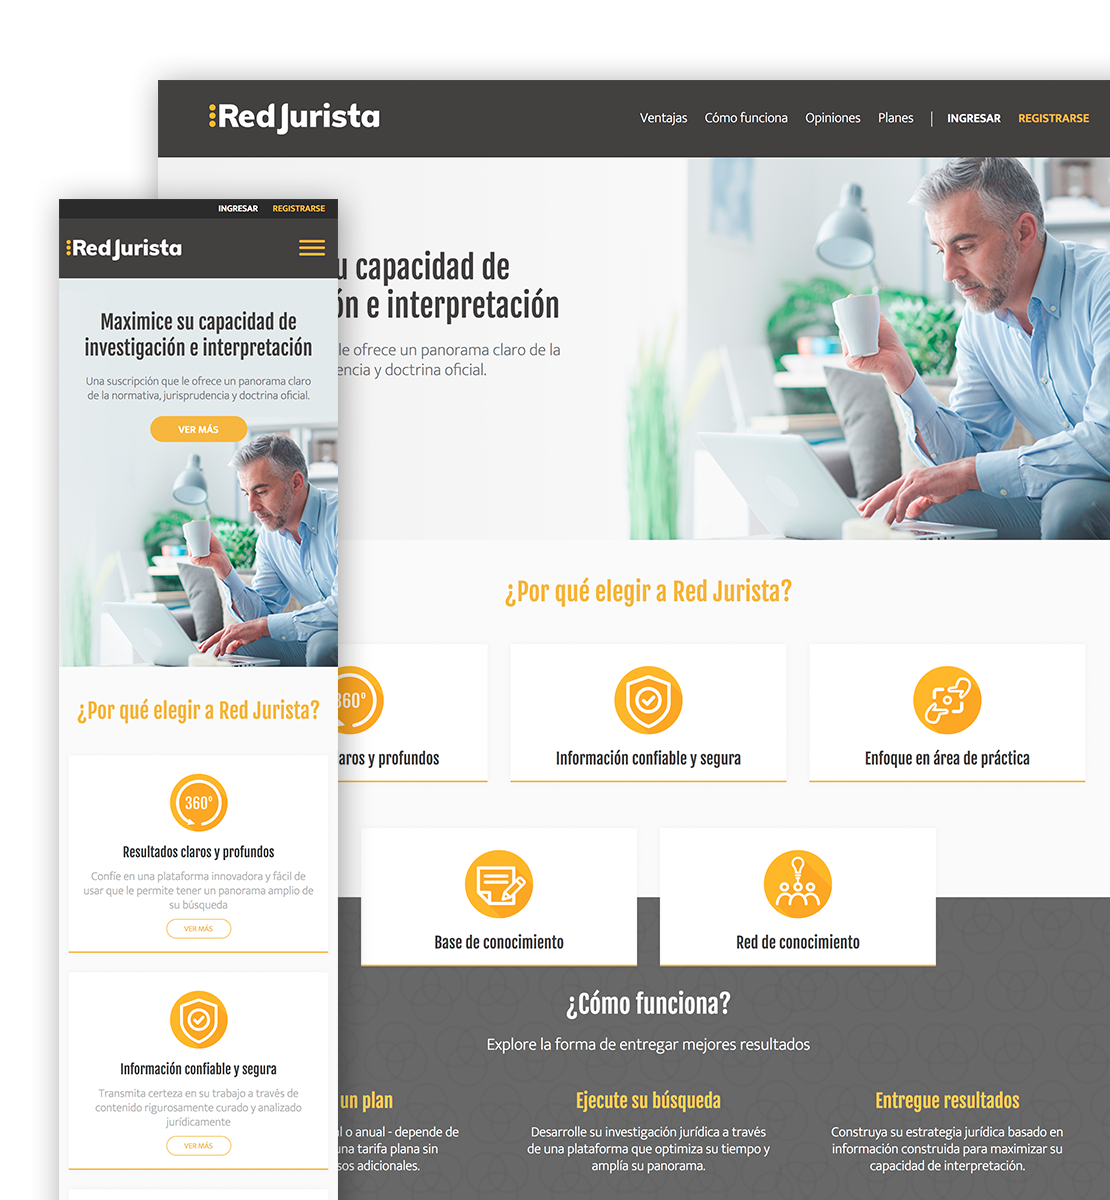 Red Jurista
Ventajas
Cómo funciona
Opiniones
Planes
INGRESAR
REGISTRARSE
u capacidad de
ón e interpretación
le ofrece un panorama claro de la
encia y doctrina oficial.
¿Por qué elegir a Red Jurista?
360°
aros y profundos
Información confiable y segura
Enfoque en área de práctica
Base de conocimiento
Red de conocimiento
¿Cómo funciona?
Explore la forma de entregar mejores resultados
un plan
l o anual - depende de
una tarifa plana sin
sos adicionales.
Ejecute su búsqueda
Desarrolle su investigación jurídica a través
de una plataforma que optimiza su tiempo y
amplía su panorama.
Entregue resultados
Construya su estrategia jurídica basado en
información construida para maximizar su
capacidad de interpretación.
INGRESAR
REGISTRARSE
Red Jurista
Maximice su capacidad de
investigación e interpretación
Una suscripción que le ofrece un panorama claro
de la normativa, jurisprudencia y doctrina oficial.
VER MÁS
¿Por qué elegir a Red Jurista?
360°
Resultados claros y profundos
Confíe en una plataforma innovadora y fácil de
usar que le permite tener un panorama amplio de
su búsqueda
VER MÁS
Información confiable y segura
Transmita certeza en su trabajo a través de
contenido rigurosamente curado y analizado
jurídicamente
VER MÁS